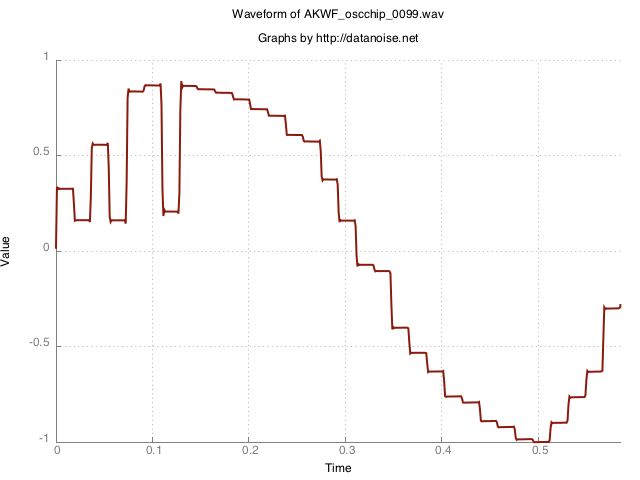 Waveform of AKWF_oscchip_0099.wav
Graphs by http://datanoise.net
1
0.5
0
-0.5
-1
Value
0 0.1 0.2 0.3 0.4 0.5
Time